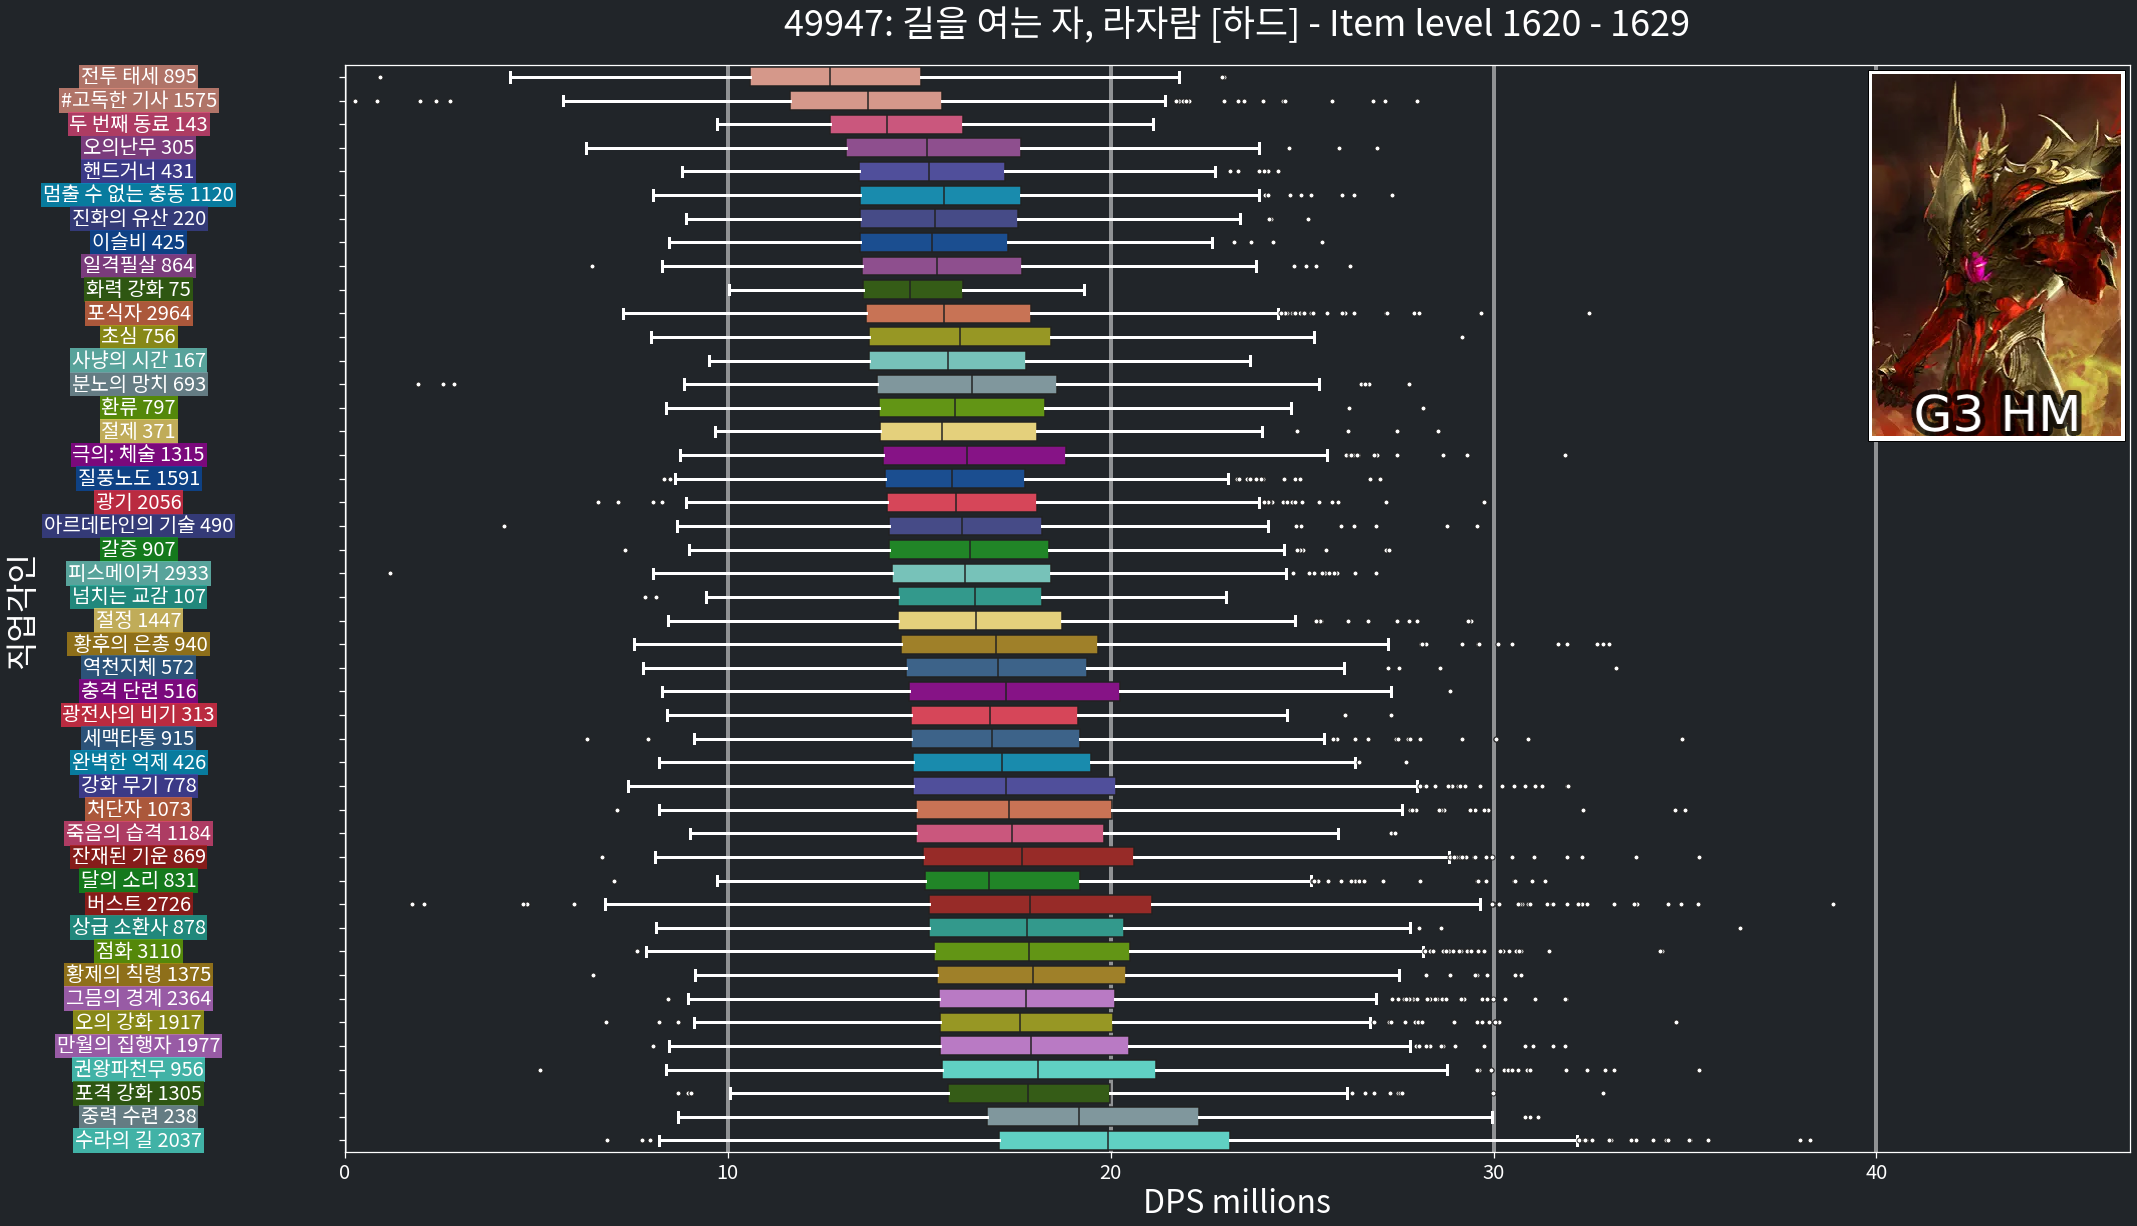 49947: 길을 여는 자, 라자람 [하드] - Item level 1620 - 1629
전투 태세 895
#고독한 기사 1575
두 번째 동료 143
오의난무 305
핸드거너 431
멈출 수 없는 충동 1120
진화의 유산 220
이슬비 425
일격필살 864
화력 강화 75
포식자 2964
초심 756
사냥의 시간 167
분노의 망치 693
환류 797
절제 371
극의: 체술 1315
질풍노도 1591
광기 2056
아르데타인의 기술 490
갈증 907
피스메이커 2933
넘치는 교감 107
절정 1447
황후의 은총 940
역천지체 572
충격 단련 516
광전사의 비기 313
세맥타통 915
완벽한 억제 426
강화 무기 778
처단자 1073
죽음의 습격 1184
잔재된 기운 869
달의 소리 831
버스트 2726
상급 소환사 878
점화 3110
황제의 칙령 1375
그믐의 경계 2364
오의 강화 1917
만월의 집행자 1977
권왕파천무 956
포격 강화 1305
중력 수련 238
수라의 길 2037
직업각인
G3 HM
0 10 20 30 40
DPS millions